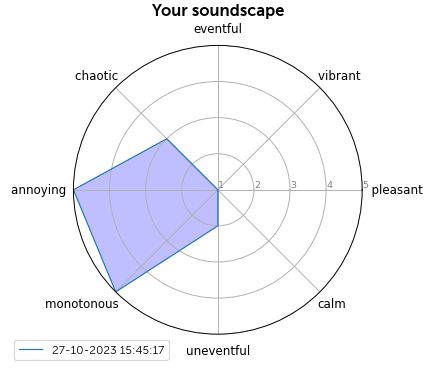 Your soundscape
eventful
chaotic
vibrant
annoying
1 2 3 4 5
pleasant
monotonous
calm
uneventful
27-10-2023 15:45:17